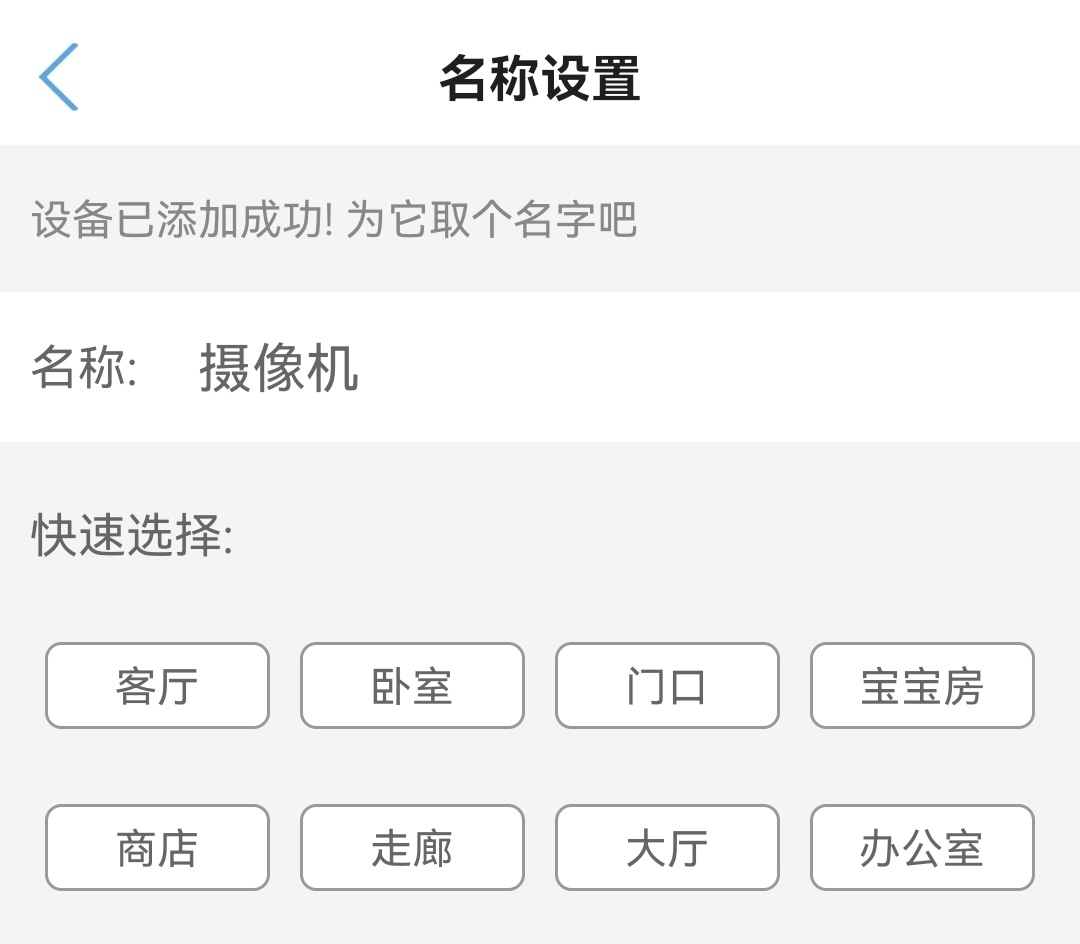 名称设置
设备已添加成功! 为它取个名字吧
名称: 摄像机
快速选择:
客厅 卧室 门口 宝宝房
商店 走廊 大厅 办公室